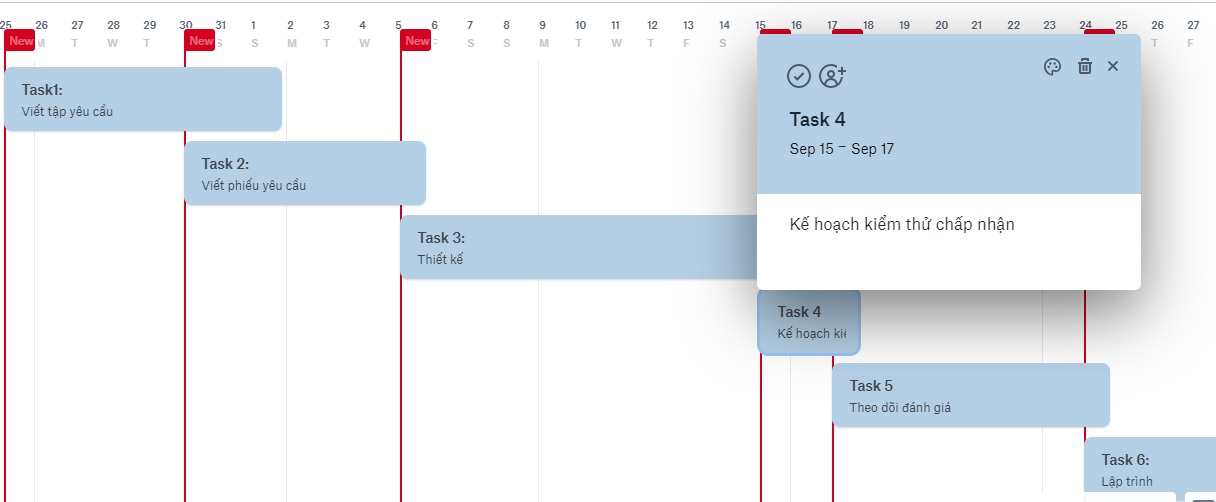 25 26 27 28 29 30 31 1 2 3 4 5 6 7 8 9 10 11 12 13 14 15 16 17 18 19 20 21 22 23 24 25 26 27
New M T W T New S S M T W New F S S M T W T F S T F
Task1:
Viết tập yêu cầu
Task 2:
Viết phiếu yêu cầu
Task 3:
Thiết kế
Task 4
Sep 15 – Sep 17
Kế hoạch kiểm thử chấp nhận
Task 4
Kế hoạch kiể
Task 5
Theo dõi đánh giá
Task 6:
Lập trình